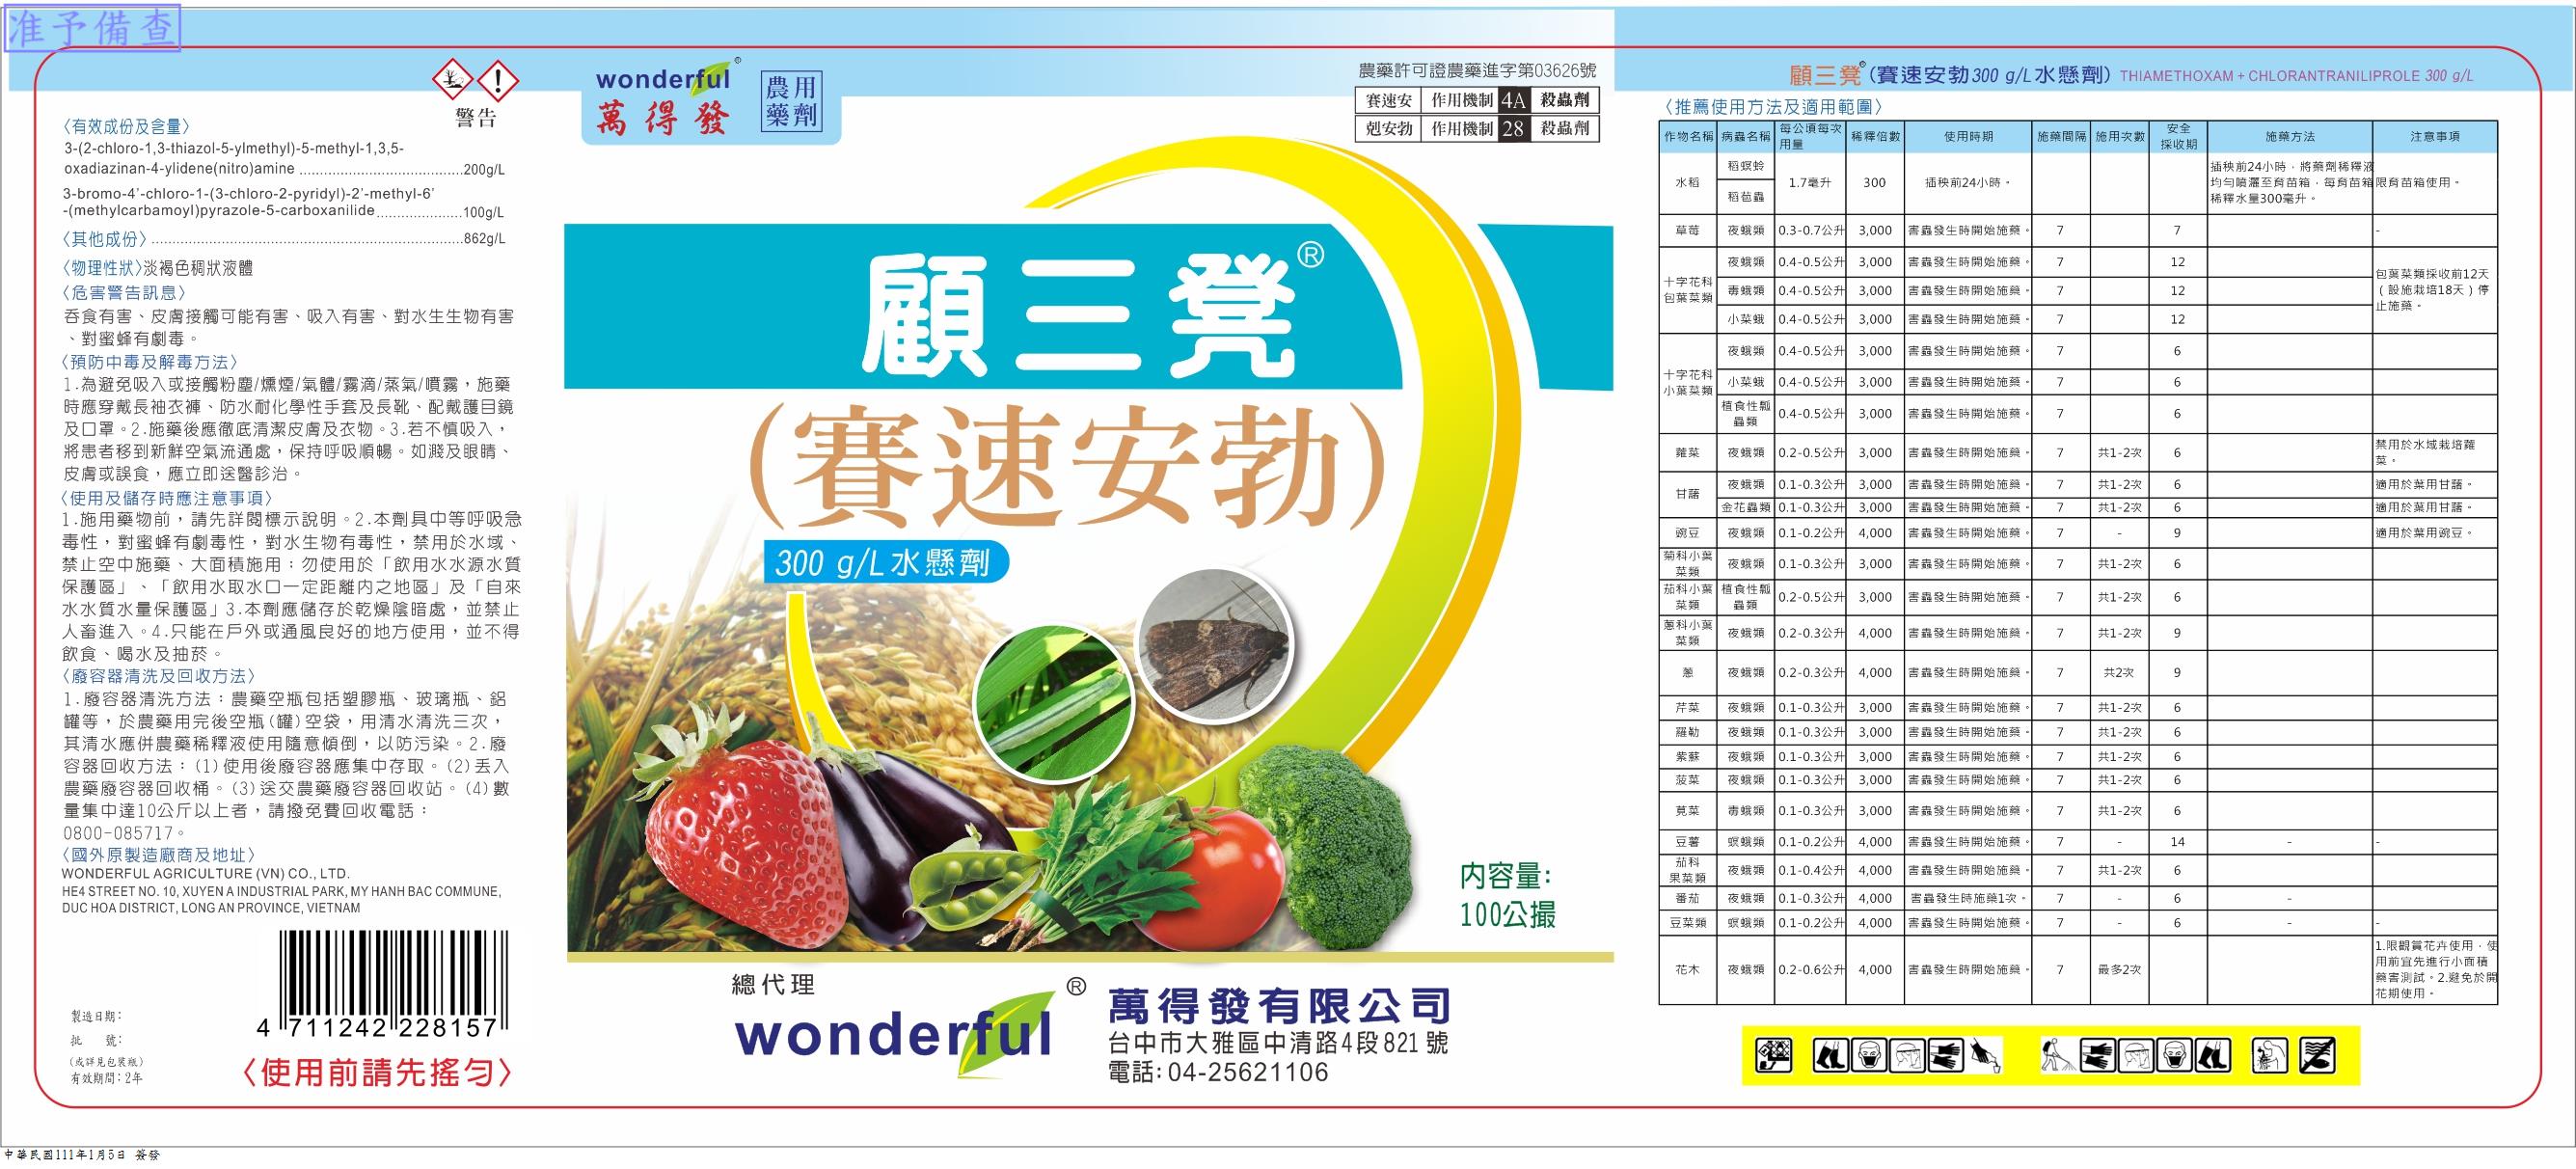 准予備查
警告
〈有效成份及含量〉
3-(2-chloro-1,3-thiazol-5-ylmethyl)-5-methyl-1,3,5-
oxadiazinan-4-ylidene(nitro)amine ........................................200g/L
3-bromo-4'-chloro-1-(3-chloro-2-pyridyl)-2'-methyl-6'
-(methylcarbamoyl)pyrazole-5-carboxanilide.....................100g/L
〈其他成份〉............................................................................862g/L
〈物理性狀〉淡褐色稠狀液體
〈危害警告訊息〉
吞食有害、皮膚接觸可能有害、吸入有害、對水生生物有害
、對蜜蜂有劇毒。
〈預防中毒及解毒方法〉
1.為避免吸入或接觸粉塵/燻煙/氣體/霧滴/蒸氣/噴霧，施藥
時應穿戴長袖衣褲、防水耐化學性手套及長靴、配戴護目鏡
及口罩。2.施藥後應徹底清潔皮膚及衣物。3.若不慎吸入，
將患者移到新鮮空氣流通處，保持呼吸順暢。如濺及眼睛、
皮膚或誤食，應立即送醫診治。
〈使用及儲存時應注意事項〉
1.施用藥物前，請先詳閱標示說明。2.本劑具中等呼吸急
毒性，對蜜蜂有劇毒性，對水生物有毒性，禁用於水域、
禁止空中施藥、大面積施用；勿使用於「飲用水水源水質
保護區」、「飲用水取水口一定距離內之地區」及「自來
水水質水量保護區」3.本劑應儲存於乾燥陰暗處，並禁止
人畜進入。4.只能在戶外或通風良好的地方使用，並不得
飲食、喝水及抽菸。
〈廢容器清洗及回收方法〉
1.廢容器清洗方法：農藥空瓶包括塑膠瓶、玻璃瓶、鋁
罐等，於農藥用完後空瓶(罐)空袋，用清水清洗三次，
其清水應併農藥稀釋液使用隨意傾倒，以防污染。2.廢
容器回收方法：(1)使用後廢容器應集中存取。(2)丟入
農藥廢容器回收桶。(3)送交農藥廢容器回收站。(4)數
量集中達10公斤以上者，請撥免費回收電話：
0800-085717。
〈國外原製造廠商及地址〉
WONDERFUL AGRICULTURE (VN) CO., LTD.
HE4 STREET NO. 10, XUYEN A INDUSTRIAL PARK, MY HANH BAC COMMUNE,
DUC HOA DISTRICT, LONG AN PROVINCE, VIETNAM
4 711242 228157
製造日期：
批 號：
(或詳見包裝瓶)
有效期間：2年
〈使用前請先搖勻〉
wonderful®
萬得發
農用
藥劑
農藥許可證農藥進字第03626號
賽速安 作用機制 4A 殺蟲劑
剋安勃 作用機制 28 殺蟲劑
顧三凳®
(賽速安勃)
300 g/L水懸劑
內容量：
100公撮
總代理
wonderful®
萬得發有限公司
台中市大雅區中清路4段821號
電話：04-25621106
顧三凳®(賽速安勃300 g/L水懸劑) THIAMETHOXAM + CHLORANTRANILIPROLE 300 g/L
〈推薦使用方法及適用範圍〉
作物名稱 病蟲名稱 每公頃每次用量 稀釋倍數 使用時期 施藥間隔 施用次數 安全採收期 施藥方法 注意事項
水稻 稻螟蛉 稻苞蟲 1.7毫升 300 插秧前24小時。 插秧前24小時，將藥劑稀釋液均勻噴灑至育苗箱，每育苗箱稀釋水量300毫升。 限育苗箱使用。
草莓 夜蛾類 0.3-0.7公升 3,000 害蟲發生時開始施藥。 7 7 -
十字花科包葉菜類 夜蛾類 0.4-0.5公升 3,000 害蟲發生時開始施藥。 7 12 包葉菜類採收前12天(設施栽培18天)停止施藥。
毒蛾類 0.4-0.5公升 3,000 害蟲發生時開始施藥。 7 12
小菜蛾 0.4-0.5公升 3,000 害蟲發生時開始施藥。 7 12
十字花科小葉菜類 夜蛾類 0.4-0.5公升 3,000 害蟲發生時開始施藥。 7 6
小菜蛾 0.4-0.5公升 3,000 害蟲發生時開始施藥。 7 6
植食性瓢蟲類 0.4-0.5公升 3,000 害蟲發生時開始施藥。 7 6
蕹菜 夜蛾類 0.2-0.5公升 3,000 害蟲發生時開始施藥。 7 共1-2次 6 禁用於水域栽培蕹菜。
甘藷 夜蛾類 0.1-0.3公升 3,000 害蟲發生時開始施藥。 7 共1-2次 6 適用於葉用甘藷。
金花蟲類 0.1-0.3公升 3,000 害蟲發生時開始施藥。 7 共1-2次 6 適用於葉用甘藷。
豌豆 夜蛾類 0.1-0.2公升 4,000 害蟲發生時開始施藥。 7 - 9 適用於葉用豌豆。
菊科小葉菜類 夜蛾類 0.1-0.3公升 3,000 害蟲發生時開始施藥。 7 共1-2次 6
茄科小葉菜類 植食性瓢蟲類 0.2-0.5公升 3,000 害蟲發生時開始施藥。 7 共1-2次 6
蔥科小葉菜類 夜蛾類 0.2-0.3公升 4,000 害蟲發生時開始施藥。 7 共1-2次 9
蔥 夜蛾類 0.2-0.3公升 4,000 害蟲發生時開始施藥。 7 共2次 9
芹菜 夜蛾類 0.1-0.3公升 3,000 害蟲發生時開始施藥。 7 共1-2次 6
羅勒 夜蛾類 0.1-0.3公升 3,000 害蟲發生時開始施藥。 7 共1-2次 6
紫蘇 夜蛾類 0.1-0.3公升 3,000 害蟲發生時開始施藥。 7 共1-2次 6
菠菜 夜蛾類 0.1-0.3公升 3,000 害蟲發生時開始施藥。 7 共1-2次 6
莧菜 毒蛾類 0.1-0.3公升 3,000 害蟲發生時開始施藥。 7 共1-2次 6
豆薯 螟蛾類 0.1-0.2公升 4,000 害蟲發生時開始施藥。 7 - 14 - -
茄科果菜類 夜蛾類 0.1-0.4公升 4,000 害蟲發生時開始施藥。 7 共1-2次 6
番茄 夜蛾類 0.1-0.3公升 4,000 害蟲發生時施藥1次。 7 - 6 -
豆菜類 螟蛾類 0.1-0.2公升 4,000 害蟲發生時開始施藥。 7 - 6 - -
花木 夜蛾類 0.2-0.6公升 4,000 害蟲發生時開始施藥。 7 最多2次 1.限觀賞花卉使用，使用前宜先進行小面積藥害測試。2.避免於開花期使用。
中華民國111年1月5日 簽發